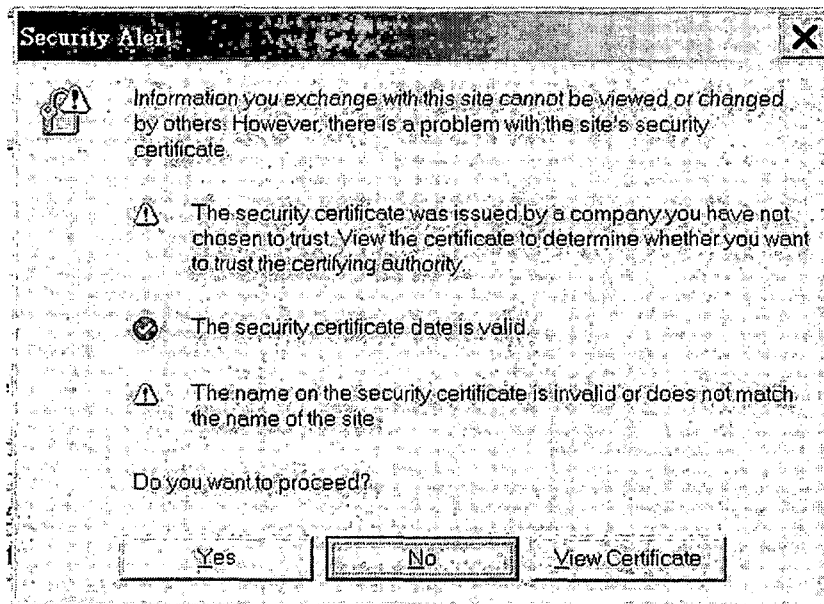 Security Alert
Information you exchange with this site cannot be viewed or changed
by others. However, there is a problem with the site's security
certificate.
The security certificate was issued by a company you have not
chosen to trust. View the certificate to determine whether you want
to trust the certifying authority.
The security certificate date is valid.
The name on the security certificate is invalid or does not match
the name of the site
Do you want to proceed?
Yes
No
View Certificate